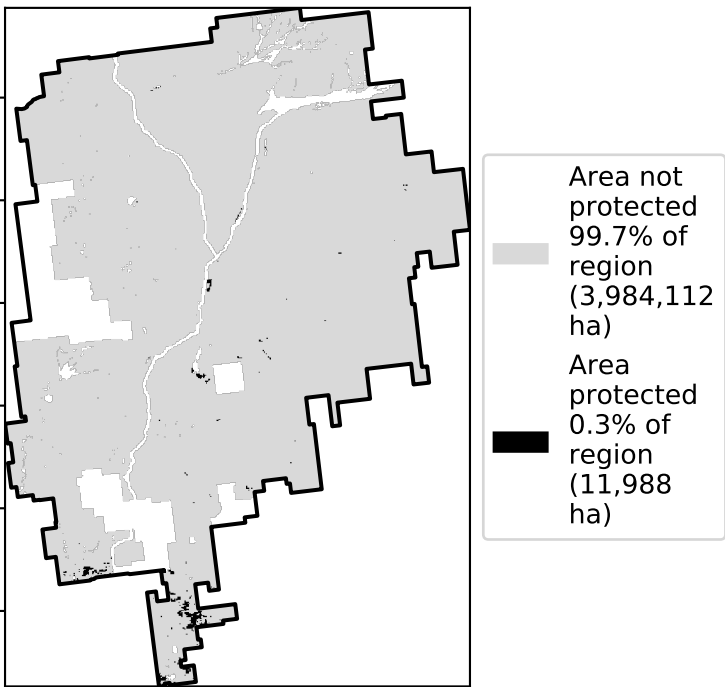 Area not
protected
99.7% of
region
(3,984,112
ha)
Area
protected
0.3% of
region
(11,988
ha)